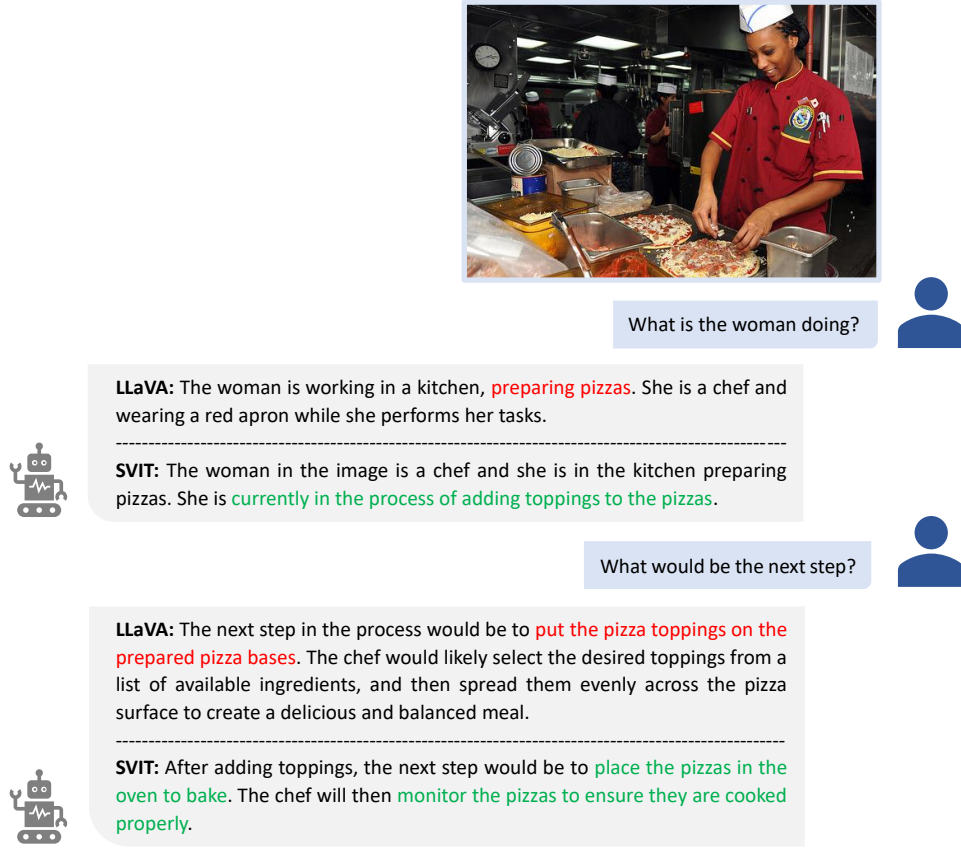 What is the woman doing?
LLaVA: The woman is working in a kitchen, preparing pizzas. She is a chef and
wearing a red apron while she performs her tasks.
SVIT: The woman in the image is a chef and she is in the kitchen preparing
pizzas. She is currently in the process of adding toppings to the pizzas.
What would be the next step?
LLaVA: The next step in the process would be to put the pizza toppings on the
prepared pizza bases. The chef would likely select the desired toppings from a
list of available ingredients, and then spread them evenly across the pizza
surface to create a delicious and balanced meal.
SVIT: After adding toppings, the next step would be to place the pizzas in the
oven to bake. The chef will then monitor the pizzas to ensure they are cooked
properly.